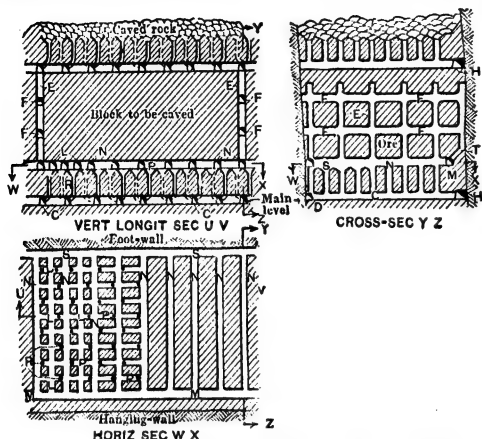 Caved rock
Y
N N N N
H
E E
F F
F F
Block to be caved
E
F
Ore
L N N P N
S N M T
W X
R
C C
Main level
D H
VERT LONGIT SEC U V
CROSS-SEC Y Z
Foot-wall
Y
S
N N N N N N
U V
P
R
M M
Hanging-wall
Z
HORIZ SEC W X